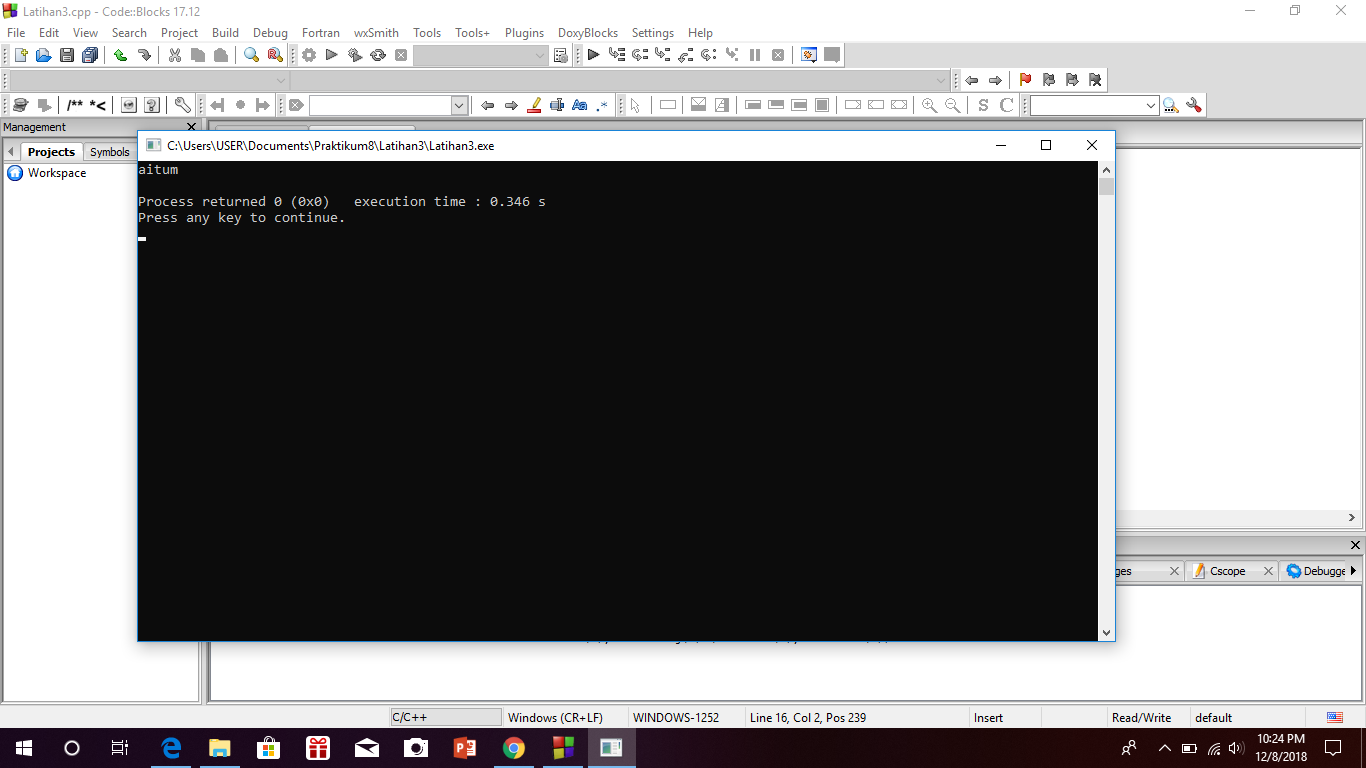 Latihan3.cpp - Code::Blocks 17.12
File Edit View Search Project Build Debug Fortran wxSmith Tools Tools+ Plugins DoxyBlocks Settings Help
/** *<
Aa .*
S C
Management
Projects Symbols
Workspace
C:\Users\USER\Documents\Praktikum8\Latihan3\Latihan3.exe
aitum
Process returned 0 (0x0)   execution time : 0.346 s
Press any key to continue.
ges Cscope Debugge
C/C++ Windows (CR+LF) WINDOWS-1252 Line 16, Col 2, Pos 239 Insert Read/Write default
10:24 PM
12/8/2018